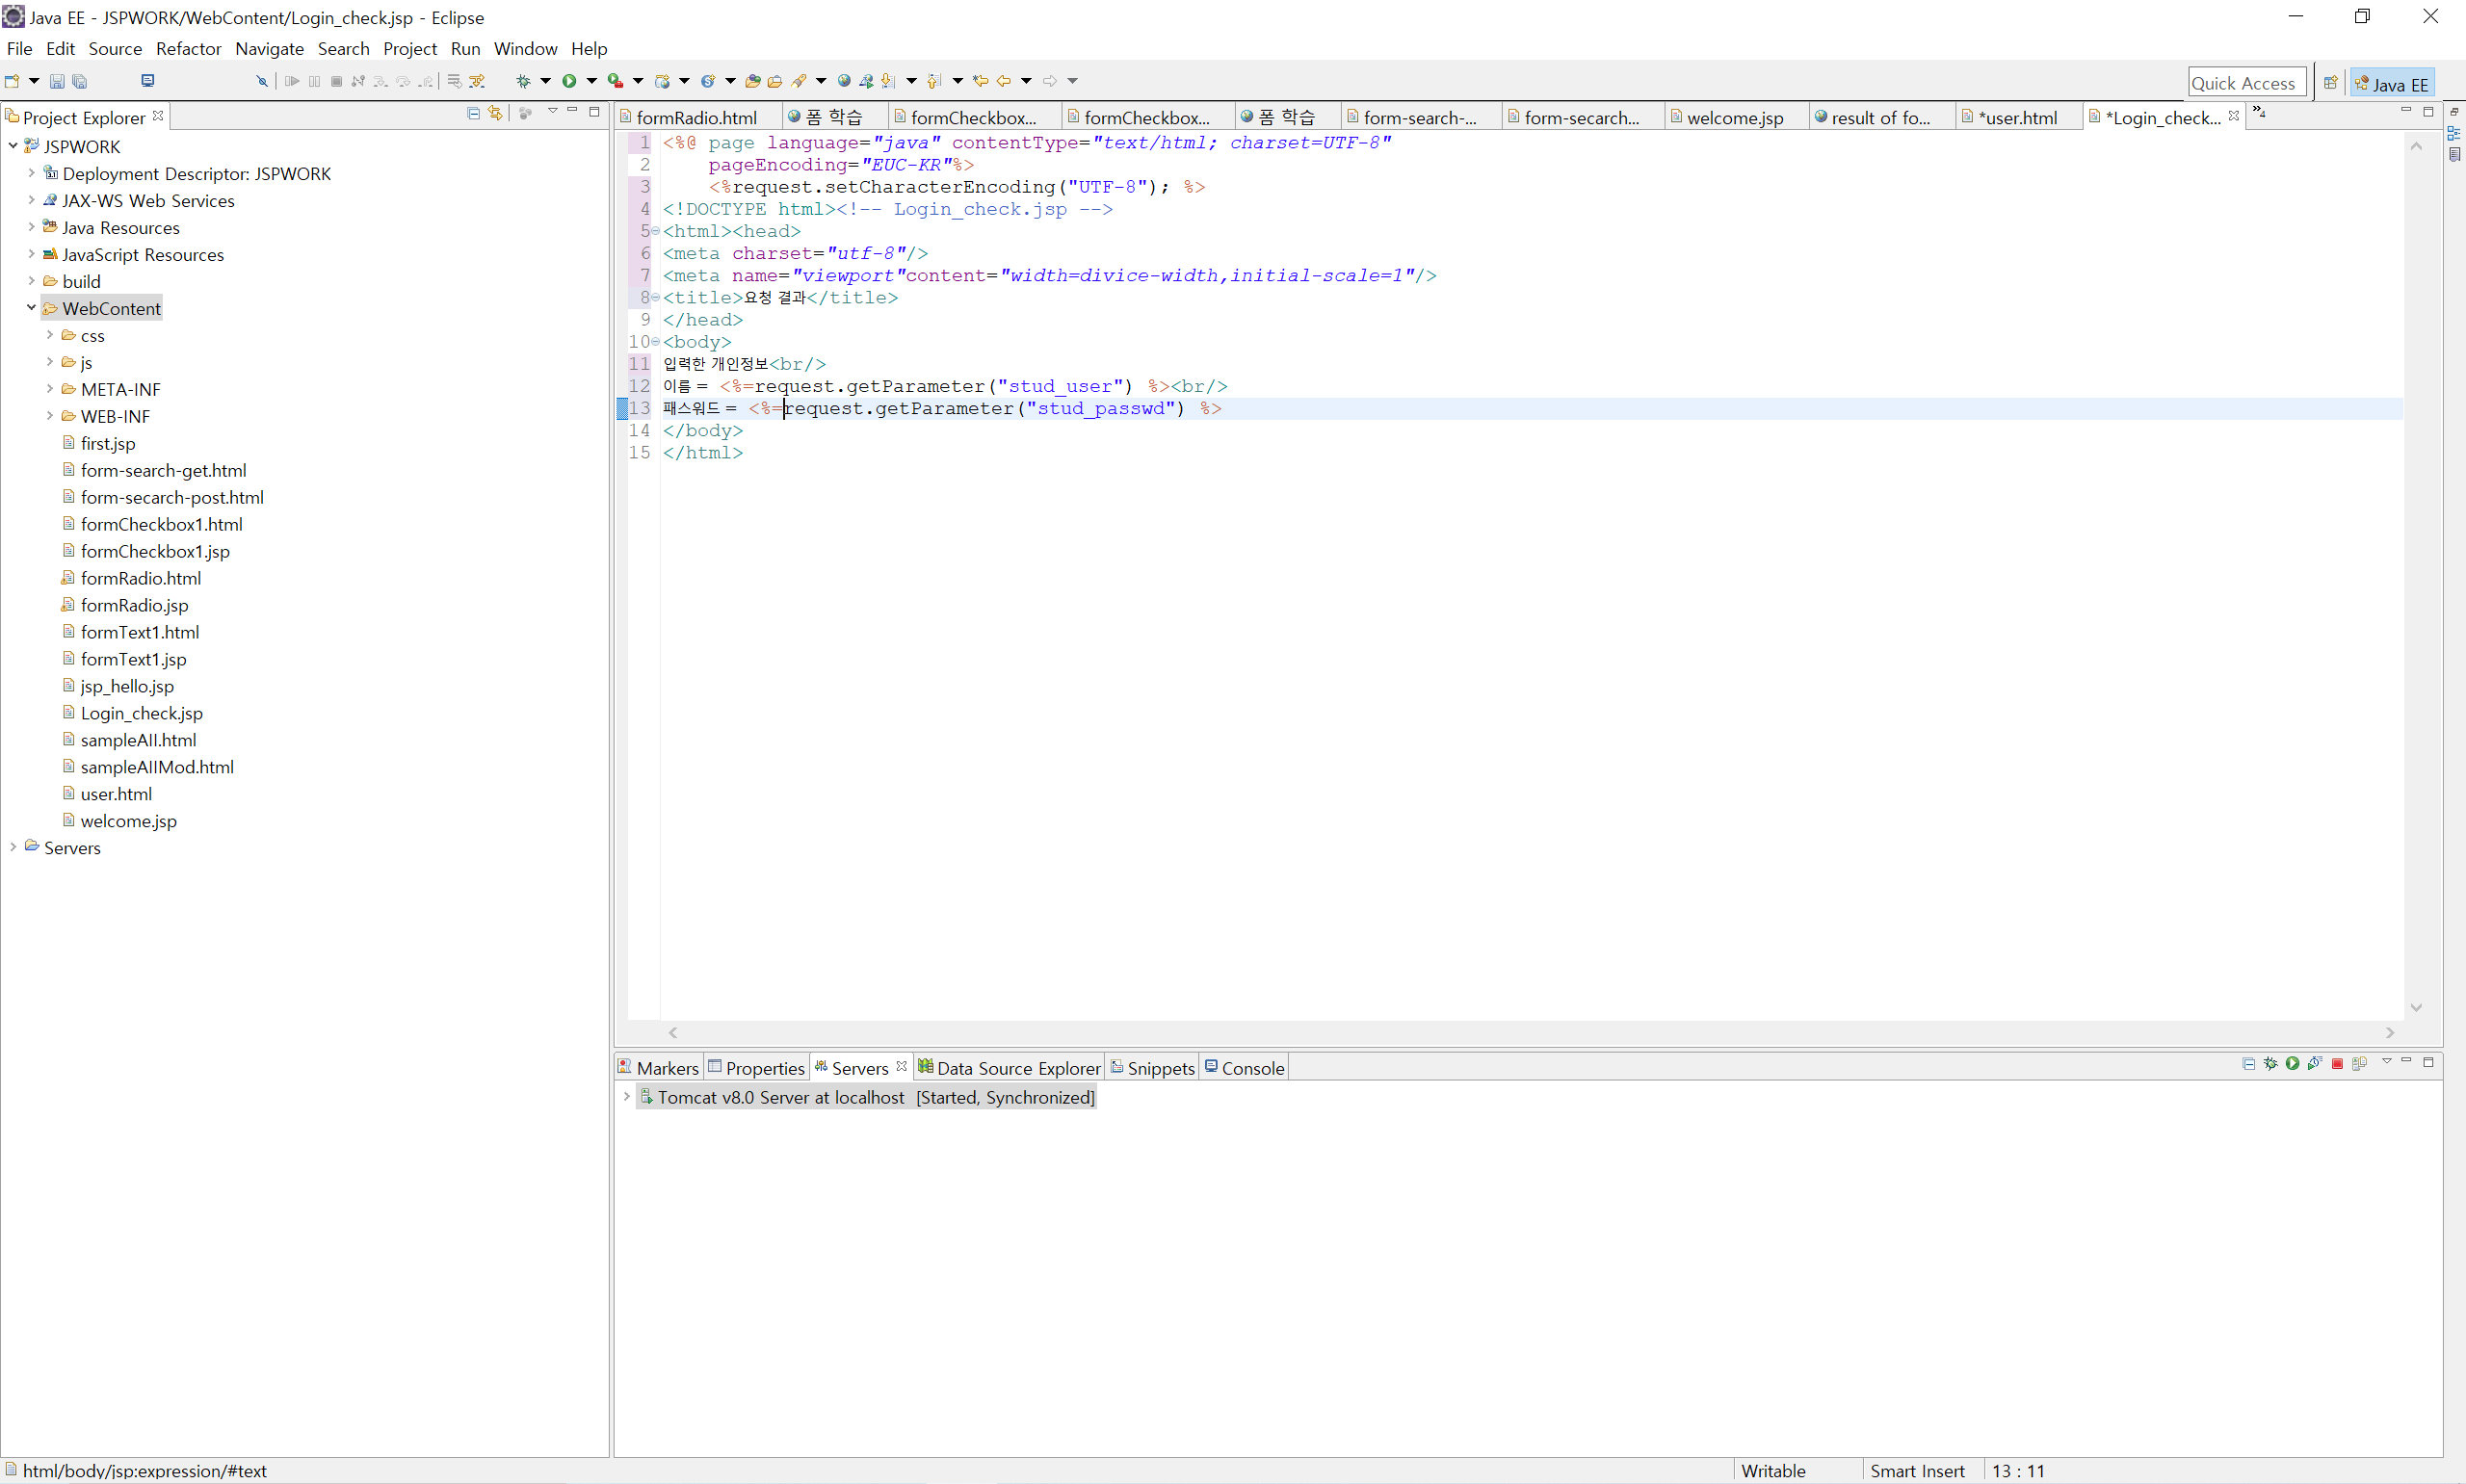 Java EE - JSPWORK/WebContent/Login_check.jsp - Eclipse
File Edit Source Refactor Navigate Search Project Run Window Help
Quick Access Java EE
Project Explorer
JSPWORK
Deployment Descriptor: JSPWORK
JAX-WS Web Services
Java Resources
JavaScript Resources
build
WebContent
css
js
META-INF
WEB-INF
first.jsp
form-search-get.html
form-secarch-post.html
formCheckbox1.html
formCheckbox1.jsp
formRadio.html
formRadio.jsp
formText1.html
formText1.jsp
jsp_hello.jsp
Login_check.jsp
sampleAll.html
sampleAllMod.html
user.html
welcome.jsp
Servers
formRadio.html 폼 학습 formCheckbox... formCheckbox... 폼 학습 form-search-... form-secarch... welcome.jsp result of fo... *user.html *Login_check... »4
1 <%@ page language="java" contentType="text/html; charset=UTF-8"
2 pageEncoding="EUC-KR"%>
3 <%request.setCharacterEncoding("UTF-8"); %>
4 <!DOCTYPE html><!-- Login_check.jsp -->
5 <html><head>
6 <meta charset="utf-8"/>
7 <meta name="viewport"content="width=divice-width,initial-scale=1"/>
8 <title>요청 결과</title>
9 </head>
10 <body>
11 입력한 개인정보<br/>
12 이름 = <%=request.getParameter("stud_user") %><br/>
13 패스워드 = <%=request.getParameter("stud_passwd") %>
14 </body>
15 </html>
Markers Properties Servers Data Source Explorer Snippets Console
Tomcat v8.0 Server at localhost [Started, Synchronized]
html/body/jsp:expression/#text Writable Smart Insert 13 : 11